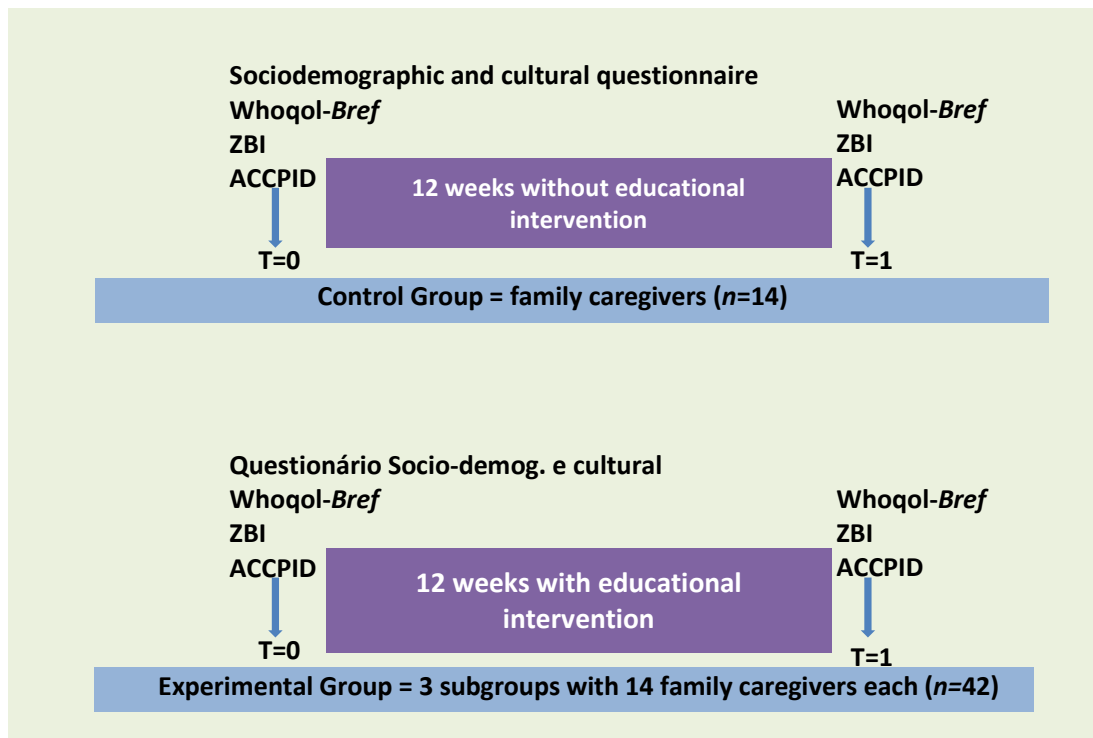 Sociodemographic and cultural questionnaire
Whoqol-Bref
ZBI
ACCPID
Whoqol-Bref
ZBI
ACCPID
12 weeks without educational
intervention
T=0
T=1
Control Group = family caregivers (n=14)
Questionário Socio-demog. e cultural
Whoqol-Bref
ZBI
ACCPID
Whoqol-Bref
ZBI
ACCPID
12 weeks with educational
intervention
T=0
T=1
Experimental Group = 3 subgroups with 14 family caregivers each (n=42)